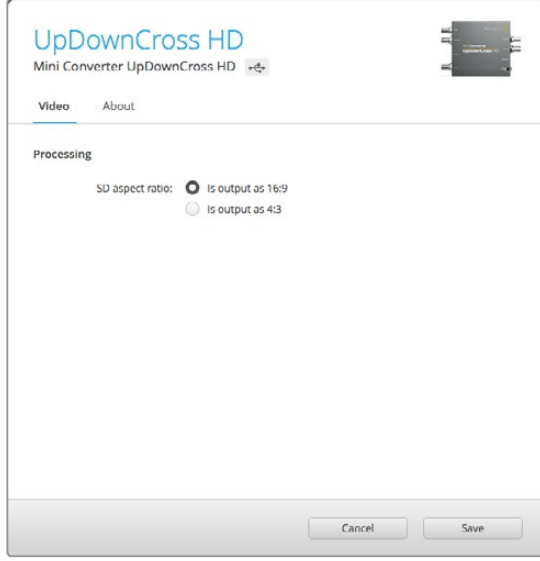 UpDownCross HD
Mini Converter UpDownCross HD
Video About
Processing
SD aspect ratio: Is output as 16:9
Is output as 4:3
Cancel Save